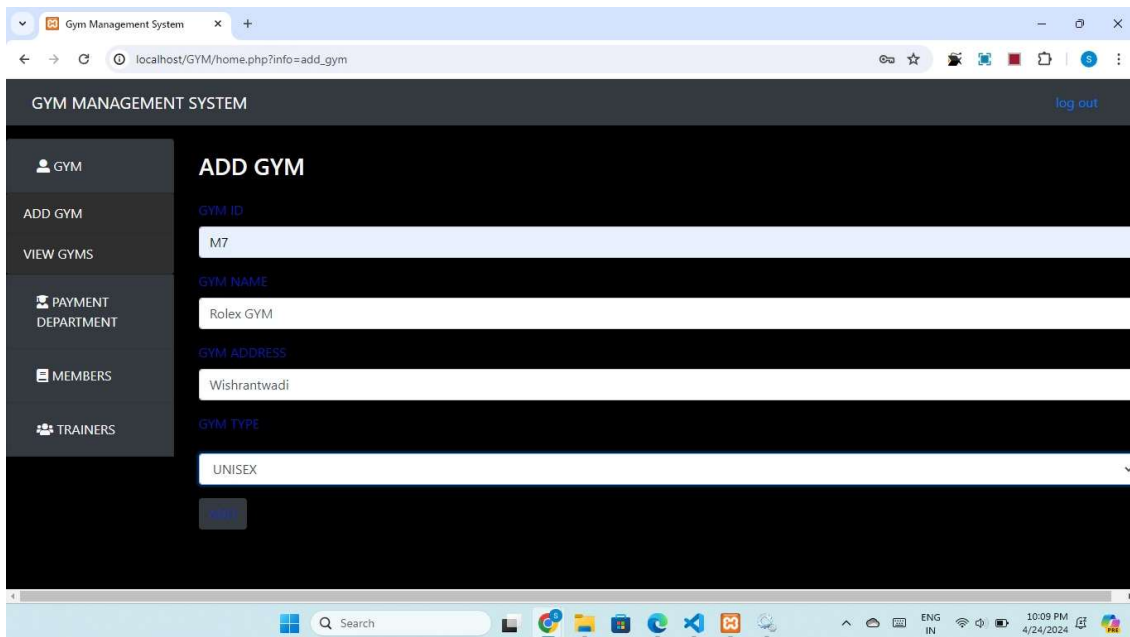 Gym Management System
localhost/GYM/home.php?info=add_gym
S
GYM MANAGEMENT SYSTEM
log out
GYM
ADD GYM
VIEW GYMS
PAYMENT
DEPARTMENT
MEMBERS
TRAINERS
ADD GYM
GYM ID
M7
GYM NAME
Rolex GYM
GYM ADDRESS
Wishrantwadi
GYM TYPE
UNISEX
Search
ENG
IN
10:09 PM
4/24/2024
PRE